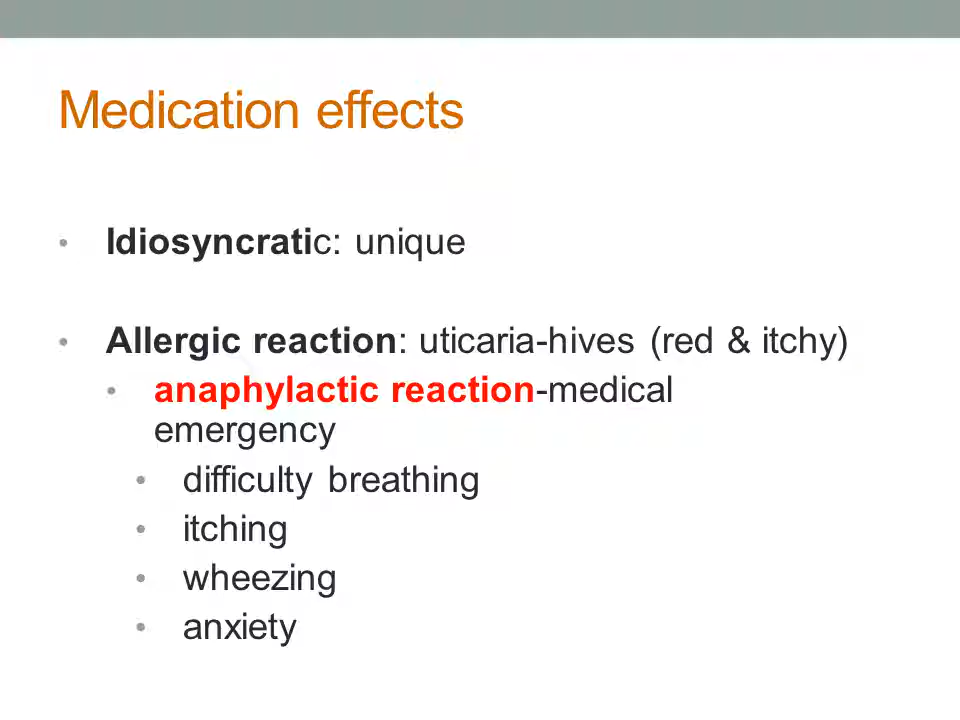 Medication effects
• Idiosyncratic: unique
• Allergic reaction: uticaria-hives (red & itchy)
• anaphylactic reaction-medical
emergency
• difficulty breathing
• itching
• wheezing
• anxiety